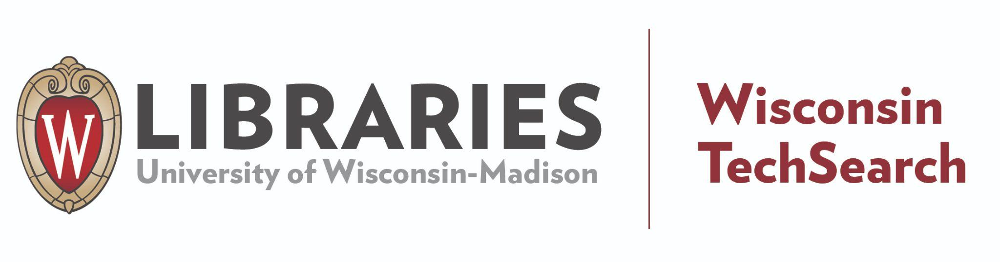 W
LIBRARIES
University of Wisconsin-Madison
Wisconsin
TechSearch